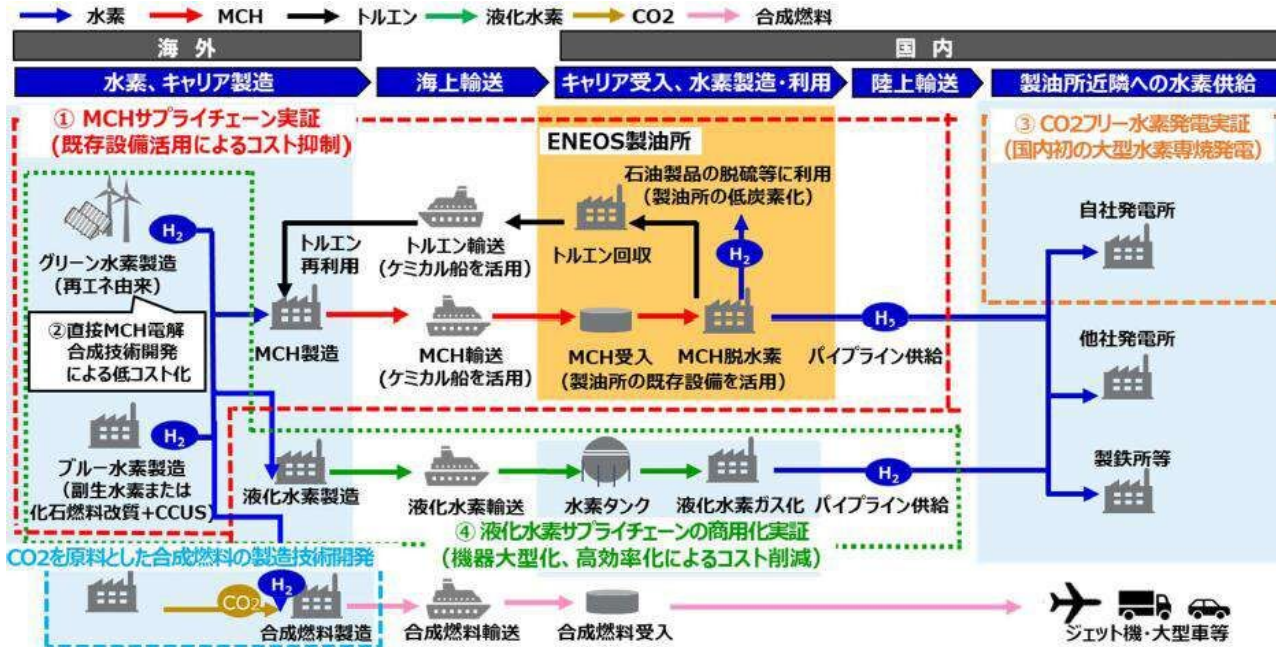 水素 MCH トルエン 液化水素 CO2 合成燃料
海 外
国 内
水素、キャリア製造
海上輸送
キャリア受入、水素製造・利用
陸上輸送
製油所近隣への水素供給
① MCHサプライチェーン実証
(既存設備活用によるコスト抑制)
ENEOS製油所
③ CO2フリー水素発電実証
(国内初の大型水素専焼発電)
石油製品の脱硫等に利用
(製油所の低炭素化)
H2
グリーン水素製造
(再エネ由来)
トルエン
再利用
トルエン輸送
(ケミカル船を活用)
トルエン回収
H2
自社発電所
②直接MCH電解
合成技術開発
による低コスト化
MCH製造
MCH輸送
(ケミカル船を活用)
MCH受入
(製油所の既存設備を活用)
MCH脱水素
H2
パイプライン供給
他社発電所
H2
ブルー水素製造
(副生水素または
化石燃料改質+CCUS)
液化水素製造
液化水素輸送
水素タンク
液化水素ガス化
H2
パイプライン供給
製鉄所等
④ 液化水素サプライチェーンの商用化実証
(機器大型化、高効率化によるコスト削減)
CO2を原料とした合成燃料の製造技術開発
CO2
H2
合成燃料製造
合成燃料輸送
合成燃料受入
ジェット機・大型車等